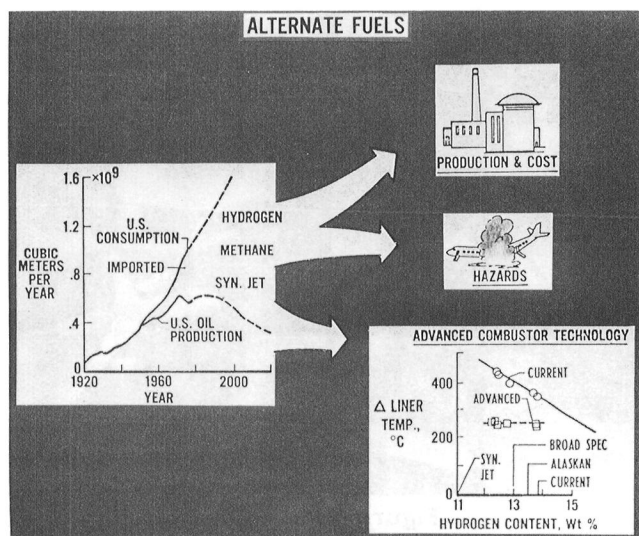 ALTERNATE FUELS
PRODUCTION & COST
HAZARDS
1.6 ×10⁹
1.2
.8
.4
0
CUBIC
METERS
PER
YEAR
U.S.
CONSUMPTION
IMPORTED
U.S. OIL
PRODUCTION
1920
1960
2000
YEAR
HYDROGEN
METHANE
SYN. JET
ADVANCED COMBUSTOR TECHNOLOGY
400
200
0
Δ LINER
TEMP.,
°C
CURRENT
ADVANCED
BROAD SPEC
SYN.
JET
ALASKAN
CURRENT
11
13
15
HYDROGEN CONTENT, Wt %